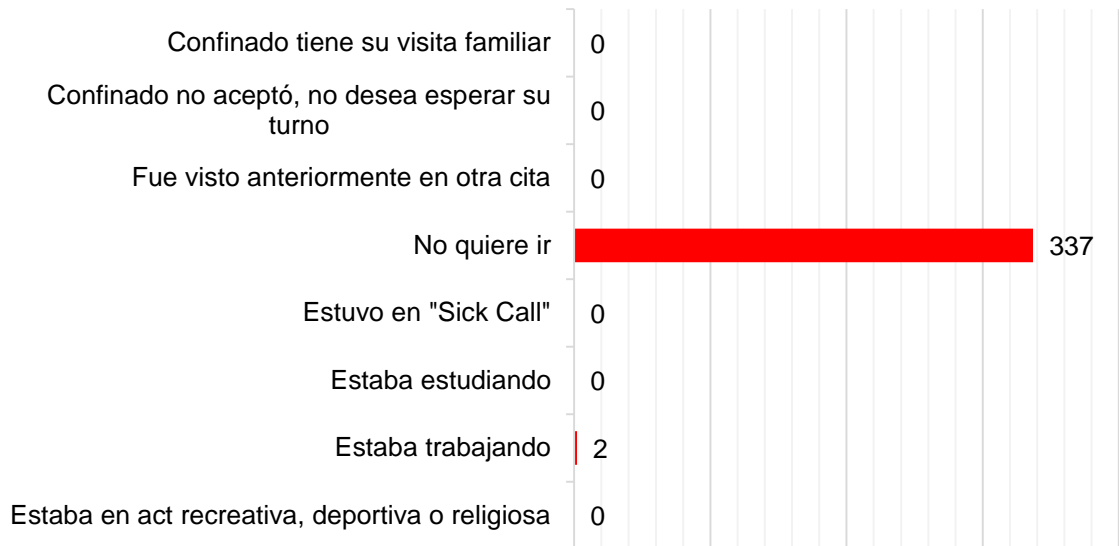 Confinado tiene su visita familiar 0
Confinado no aceptó, no desea esperar su
turno 0
Fue visto anteriormente en otra cita 0
No quiere ir 337
Estuvo en "Sick Call" 0
Estaba estudiando 0
Estaba trabajando 2
Estaba en act recreativa, deportiva o religiosa 0